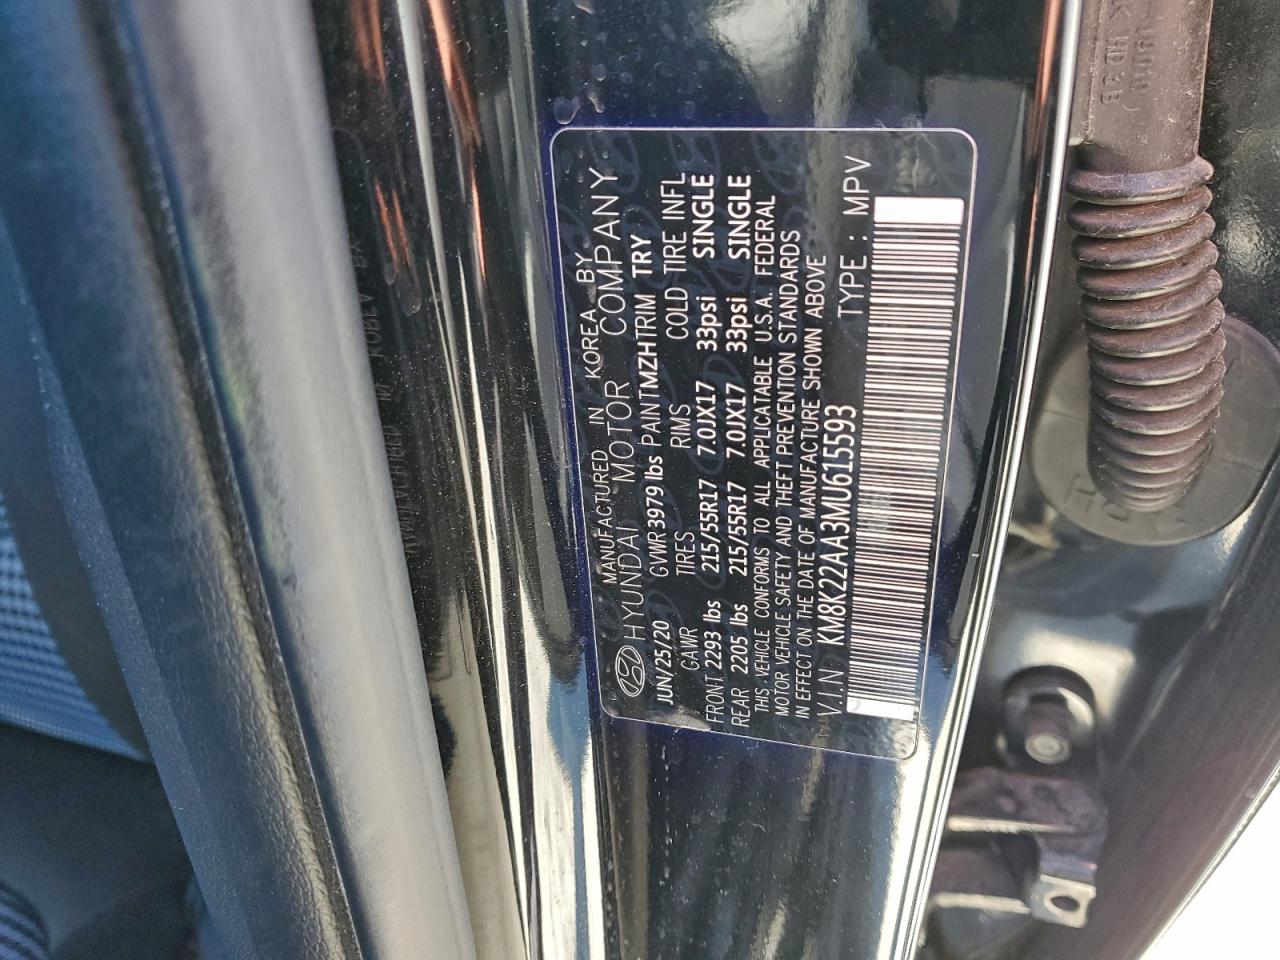 MANUFACTURED IN KOREA BY
HYUNDAI MOTOR COMPANY
JUN/25/20 GVWR 3979 lbs PAINT MZH TRIM TRY
GAWR TIRES RIMS COLD TIRE INFL
FRONT 2293 lbs 215/55R17 7.0JX17 33psi SINGLE
REAR 2205 lbs 215/55R17 7.0JX17 33psi SINGLE
THIS VEHICLE CONFORMS TO ALL APPLICATABLE U.S.A. FEDERAL
MOTOR VEHICLE SAFETY AND THEFT PREVENTION STANDARDS
IN EFFECT ON THE DATE OF MANUFACTURE SHOWN ABOVE
V.I.N KM8K22AA3MU615593 TYPE : MPV